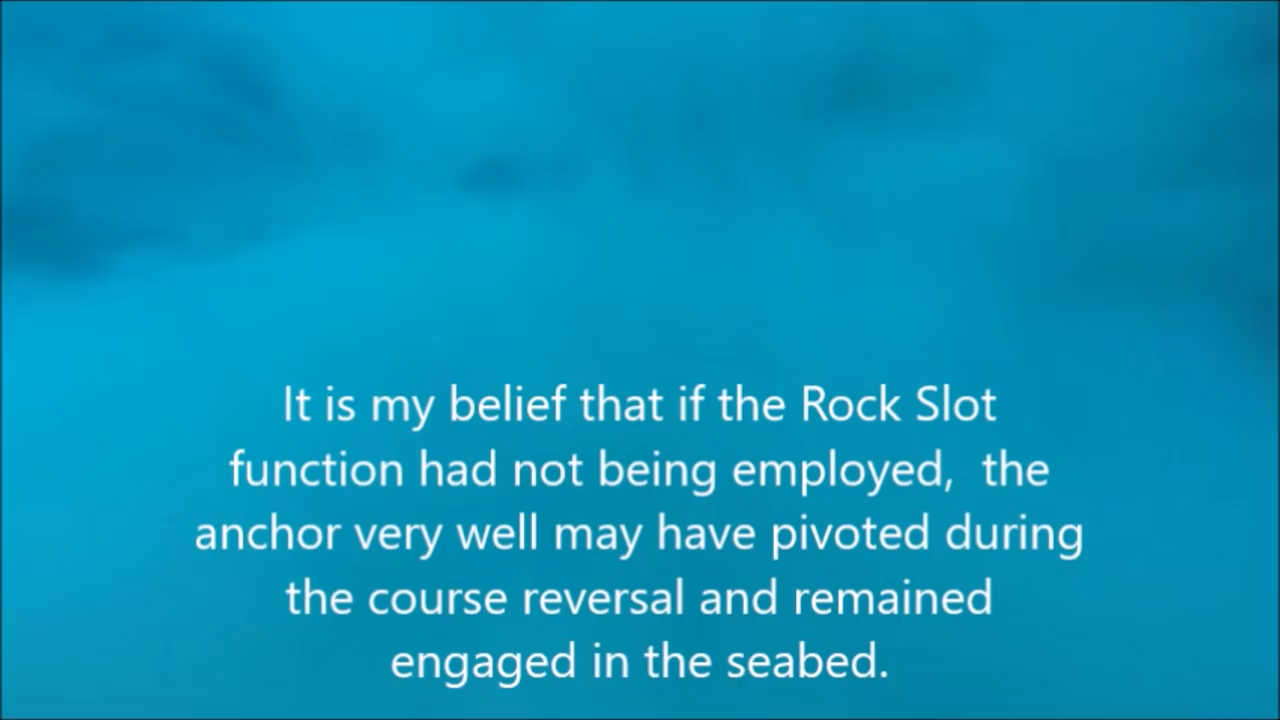 It is my belief that if the Rock Slot
function had not being employed,  the
anchor very well may have pivoted during
the course reversal and remained
engaged in the seabed.